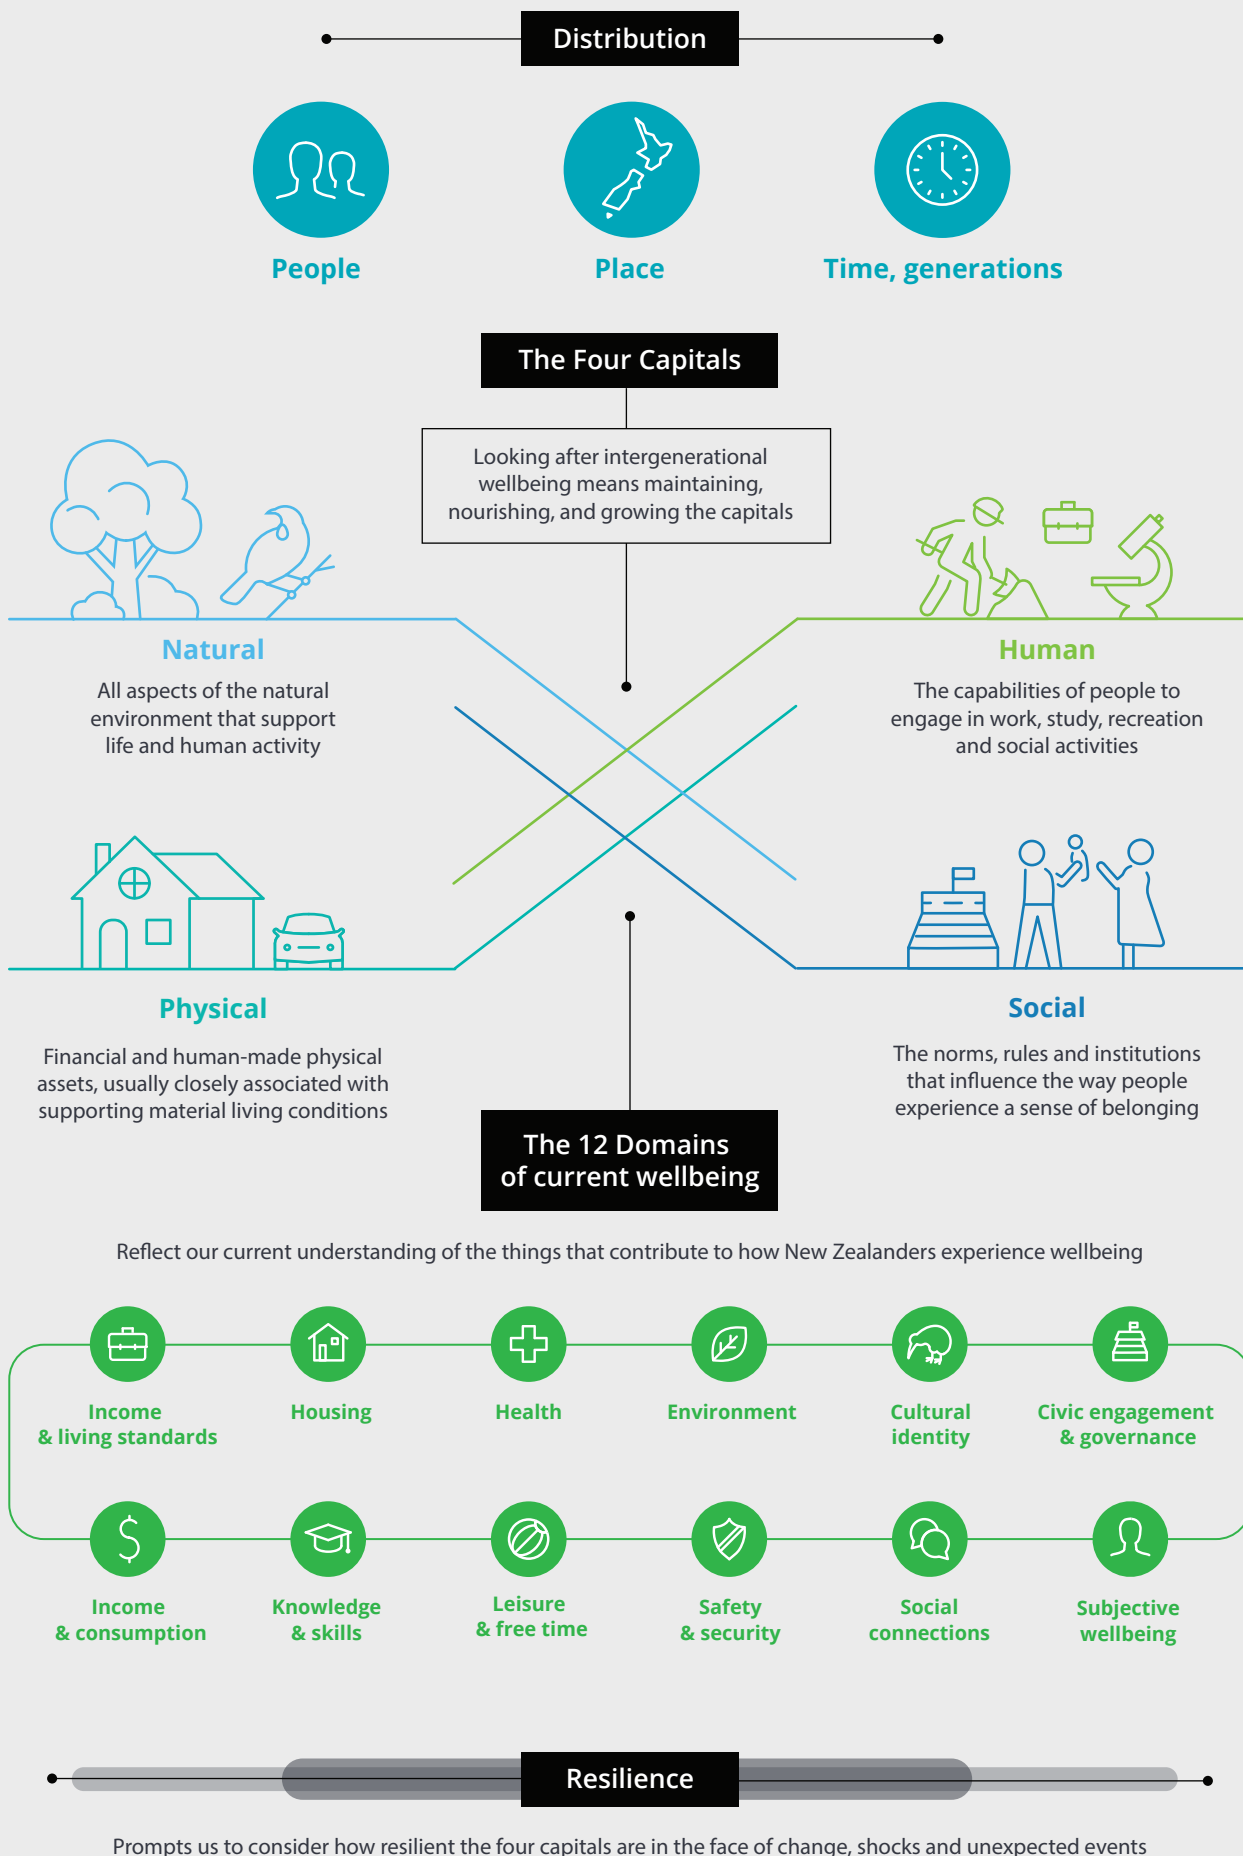 Distribution
People
Place
Time, generations
The Four Capitals
Looking after intergenerational
wellbeing means maintaining,
nourishing, and growing the capitals
Natural
All aspects of the natural
environment that support
life and human activity
Human
The capabilities of people to
engage in work, study, recreation
and social activities
Physical
Financial and human-made physical
assets, usually closely associated with
supporting material living conditions
Social
The norms, rules and institutions
that influence the way people
experience a sense of belonging
The 12 Domains
of current wellbeing
Reflect our current understanding of the things that contribute to how New Zealanders experience wellbeing
Income
& living standards
Housing
Health
Environment
Cultural
identity
Civic engagement
& governance
Income
& consumption
Knowledge
& skills
Leisure
& free time
Safety
& security
Social
connections
Subjective
wellbeing
Resilience
Prompts us to consider how resilient the four capitals are in the face of change, shocks and unexpected events